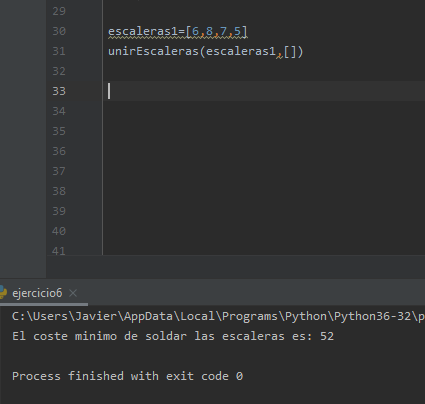 29
30 escaleras1=[6,8,7,5]
31 unirEscaleras(escaleras1,[])
32
33
34
35
36
37
38
39
40
41
ejercicio6 ×
C:\Users\Javier\AppData\Local\Programs\Python\Python36-32\p
El coste minimo de soldar las escaleras es: 52
Process finished with exit code 0